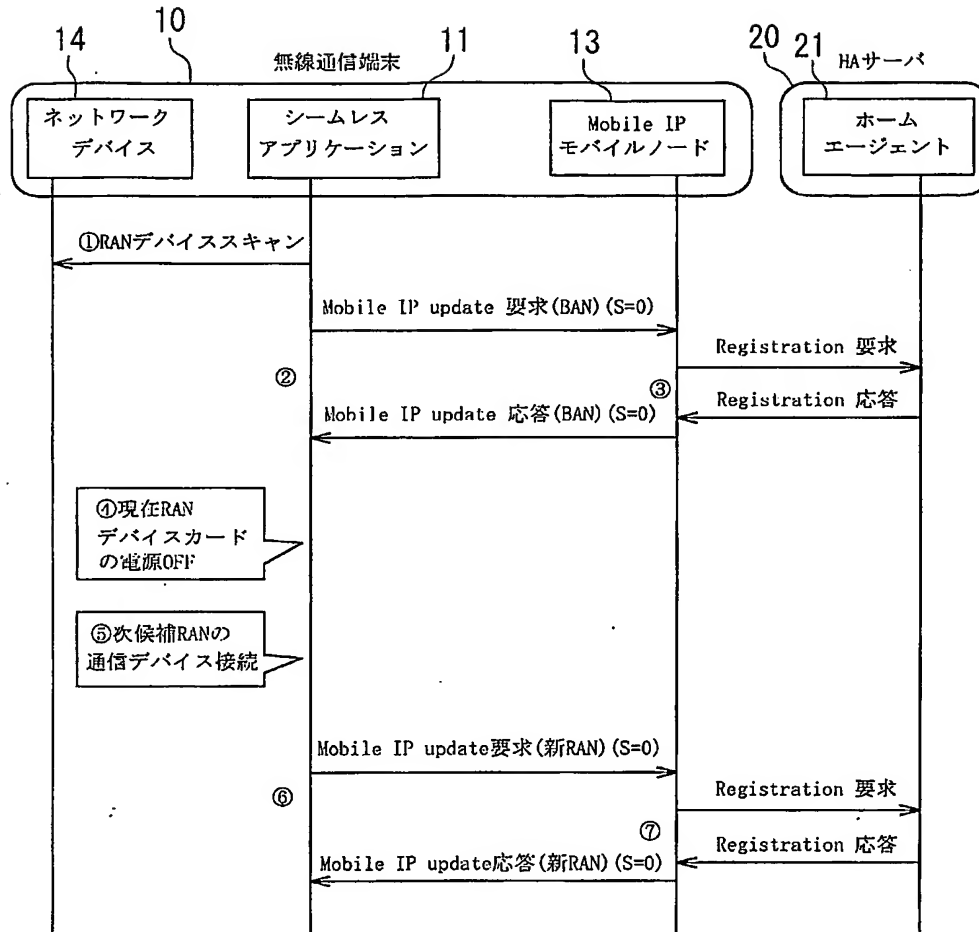 10
14
11
13
20
21
無線通信端末
HAサーバ
ネットワーク
デバイス
シームレス
アプリケーション
Mobile IP
モバイルノード
ホーム
エージェント
①RANデバイススキャン
Mobile IP update 要求(BAN)(S=0)
Registration 要求
②
③
Registration 応答
Mobile IP update 応答(BAN)(S=0)
④現在RAN
デバイスカード
の電源OFF
⑤次候補RANの
通信デバイス接続
Mobile IP update要求(新RAN)(S=0)
Registration 要求
⑥
⑦
Registration 応答
Mobile IP update応答(新RAN)(S=0)